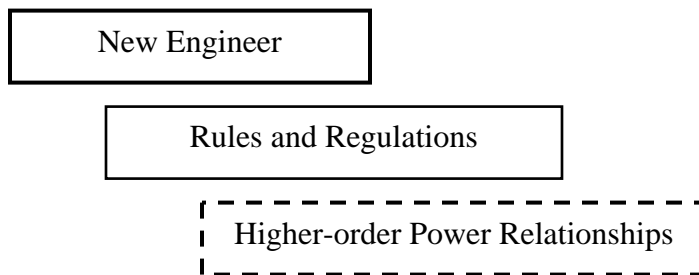 New Engineer
Rules and Regulations
Higher-order Power Relationships